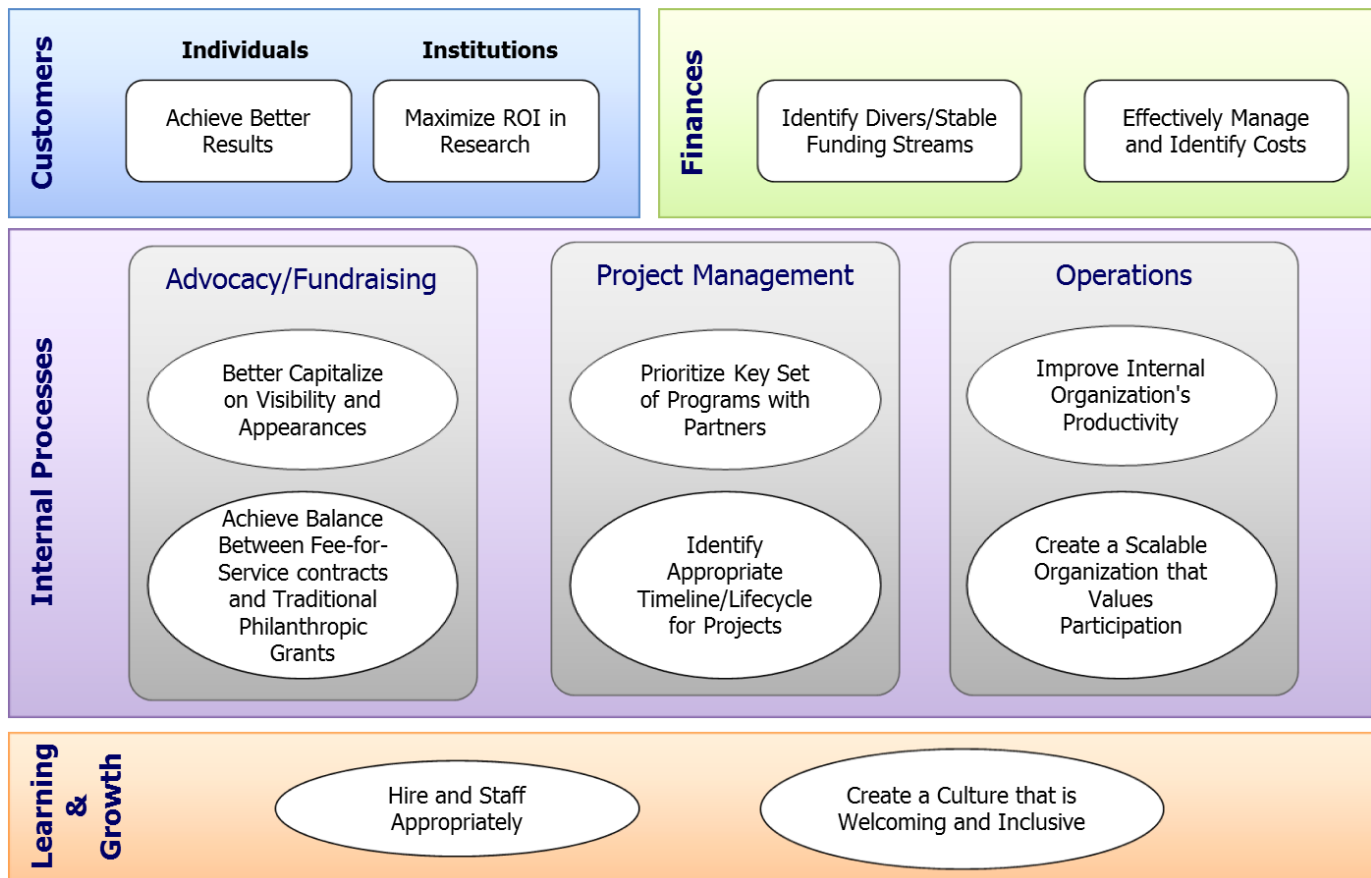 Customers
Individuals
Achieve Better
Results
Institutions
Maximize ROI in
Research
Finances
Identify Divers/Stable
Funding Streams
Effectively Manage
and Identify Costs
Internal Processes
Advocacy/Fundraising
Better Capitalize
on Visibility and
Appearances
Achieve Balance
Between Fee-for-
Service contracts
and Traditional
Philanthropic
Grants
Project Management
Prioritize Key Set
of Programs with
Partners
Identify
Appropriate
Timeline/Lifecycle
for Projects
Operations
Improve Internal
Organization's
Productivity
Create a Scalable
Organization that
Values
Participation
Learning
&
Growth
Hire and Staff
Appropriately
Create a Culture that is
Welcoming and Inclusive